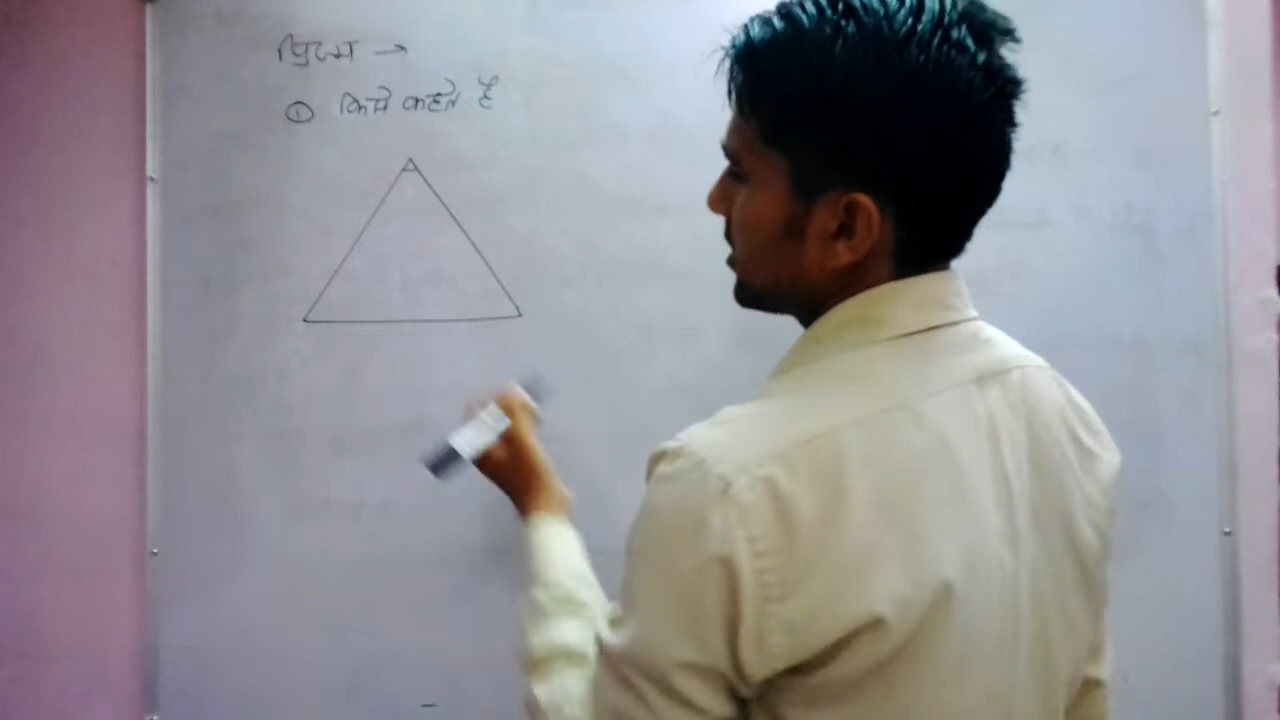 प्रिज्म →
① किसे कहते है